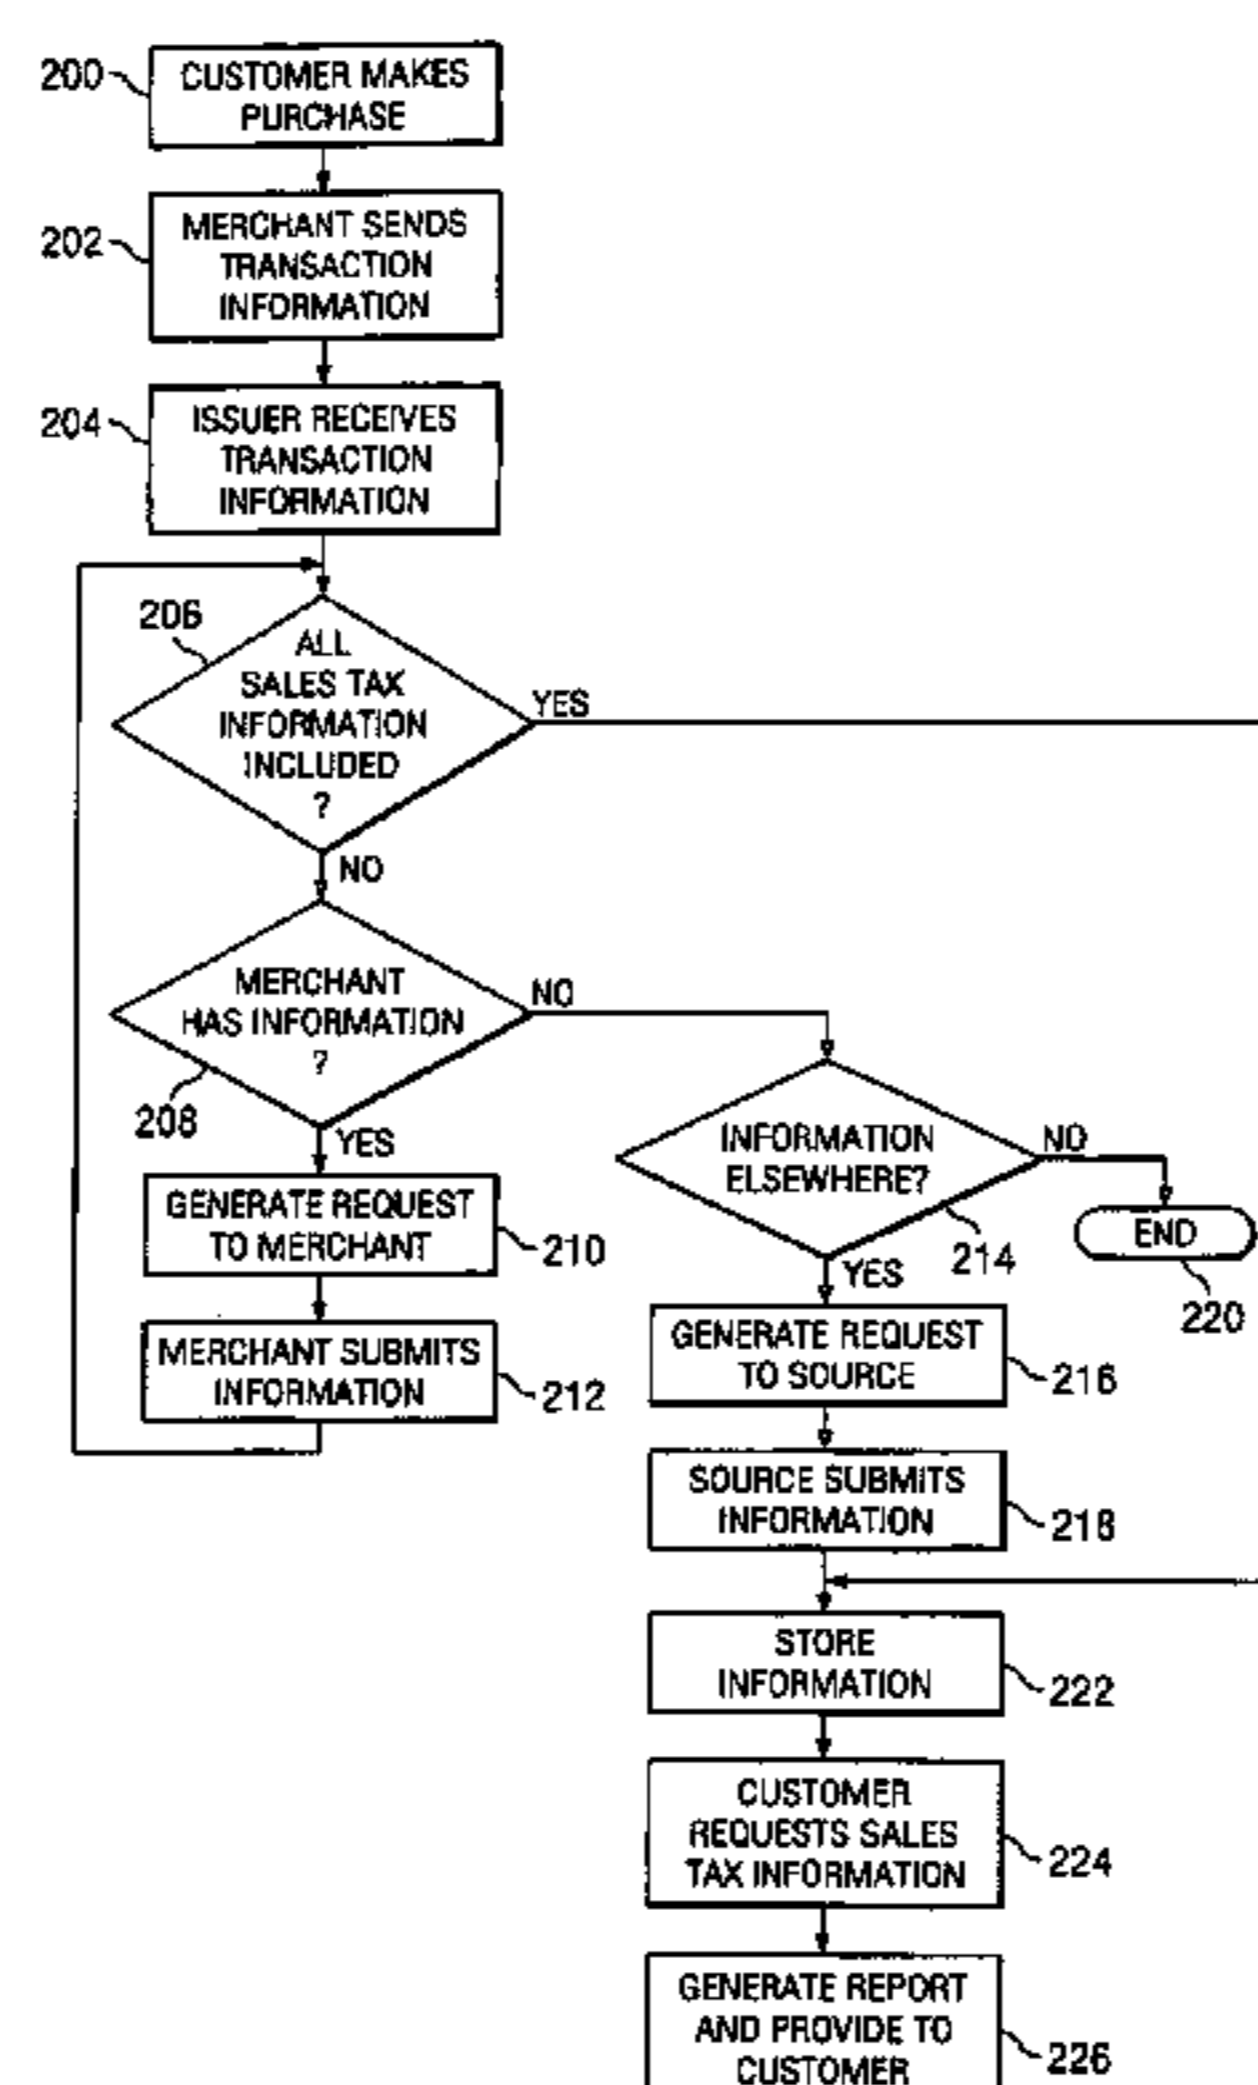 200
CUSTOMER MAKES
PURCHASE
202
MERCHANT SENDS
TRANSACTION
INFORMATION
204
ISSUER RECEIVES
TRANSACTION
INFORMATION
206
ALL
SALES TAX
INFORMATION
INCLUDED
?
YES
NO
MERCHANT
HAS INFORMATION
?
NO
208
YES
INFORMATION
ELSEWHERE?
NO
214
YES
END
220
GENERATE REQUEST
TO MERCHANT
210
MERCHANT SUBMITS
INFORMATION
212
GENERATE REQUEST
TO SOURCE
216
SOURCE SUBMITS
INFORMATION
218
STORE
INFORMATION
222
CUSTOMER
REQUESTS SALES
TAX INFORMATION
224
GENERATE REPORT
AND PROVIDE TO
CUSTOMER
226